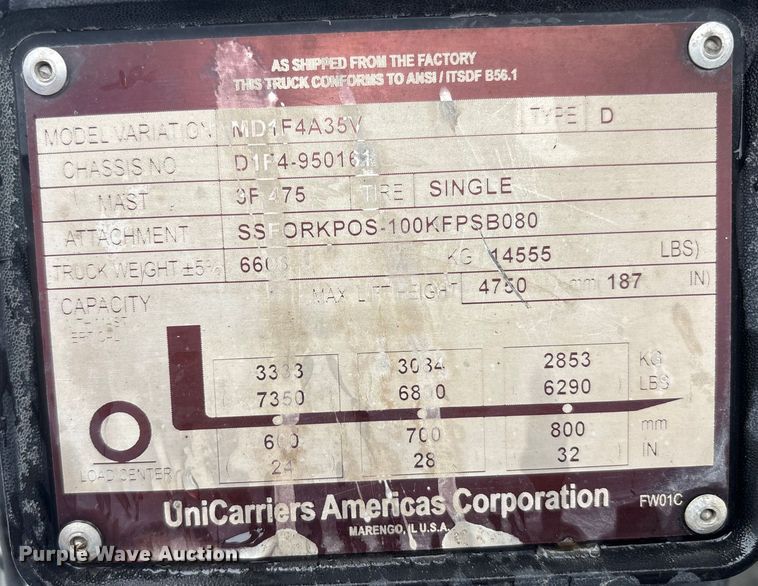 AS SHIPPED FROM THE FACTORY
THIS TRUCK CONFORMS TO ANSI / ITSDF B56.1
MODEL VARIATION MD1F4A35V TYPE D
CHASSIS NO. D1F4-950161
MAST 3F 475 TIRE SINGLE
ATTACHMENT SSFORKPOS-100KFPSB080
TRUCK WEIGHT ±5% KG 14555 LBS)
CAPACITY MAX LIFT HEIGHT 4750 mm 187 IN)
3333 3084 2853 KG
7350 6800 6290 LBS
600 700 800 mm
LOAD CENTER 24 28 32 IN
UniCarriers Americas Corporation FW01C
MARENGO, IL U.S.A.
Purple Wave Auction